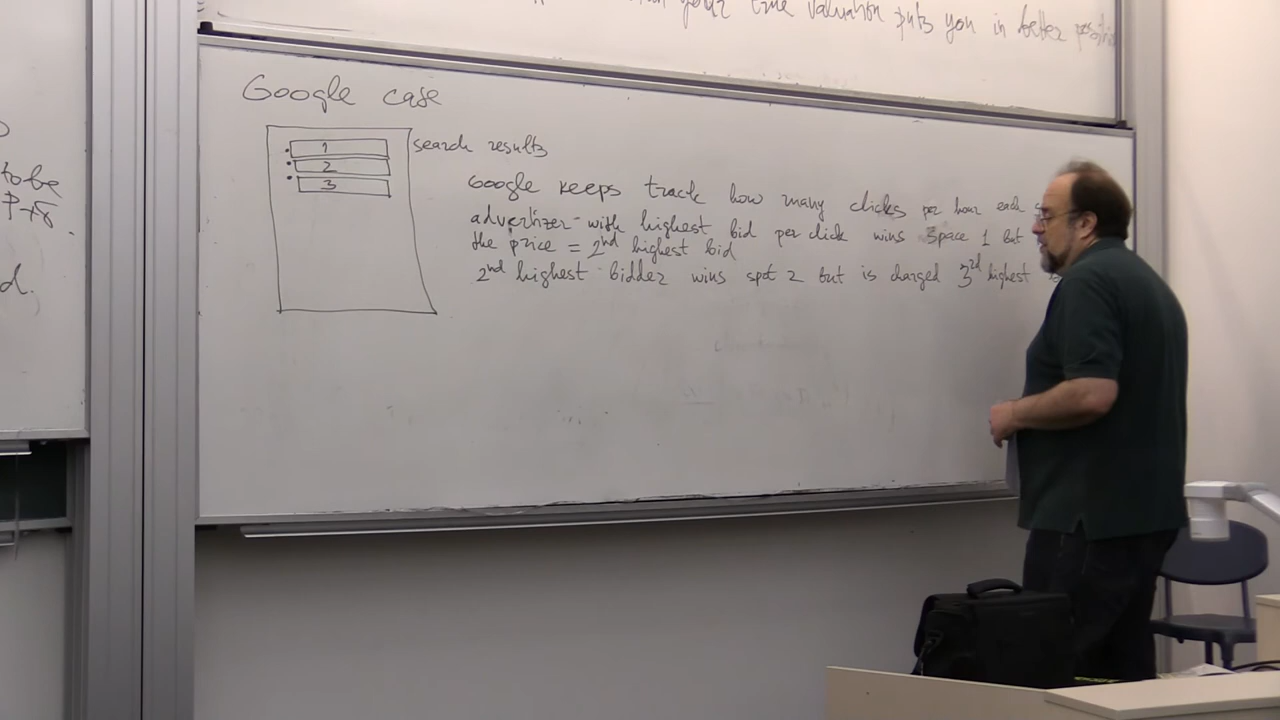 your true valuation puts you in better
to be
d.
Google case
1
2
3
search results
Google keeps track how many clicks per hour each
advertizer with highest bid per click wins space 1 but
the price = 2nd highest bid
2nd highest bidder wins spot 2 but is charged 3rd highest